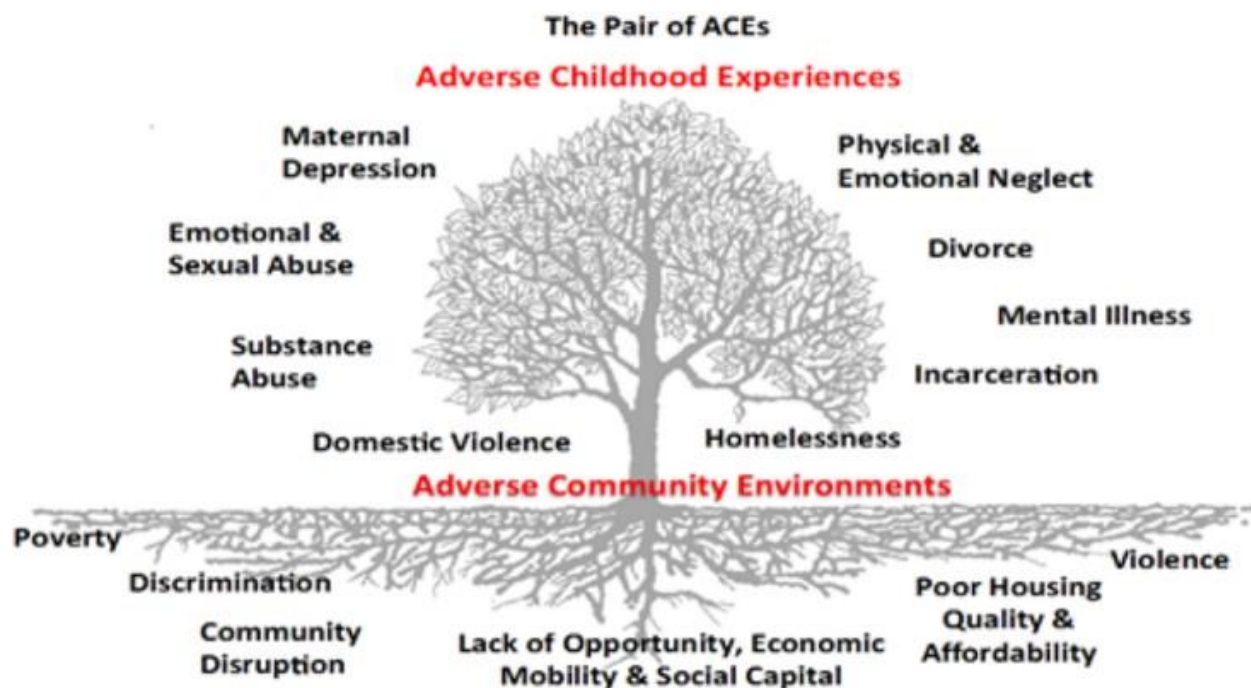 The Pair of ACEs
Adverse Childhood Experiences
Maternal
Depression
Physical &
Emotional Neglect
Emotional &
Sexual Abuse
Divorce
Substance
Abuse
Mental Illness
Incarceration
Domestic Violence
Homelessness
Adverse Community Environments
Poverty
Discrimination
Violence
Community
Disruption
Lack of Opportunity, Economic
Mobility & Social Capital
Poor Housing
Quality &
Affordability